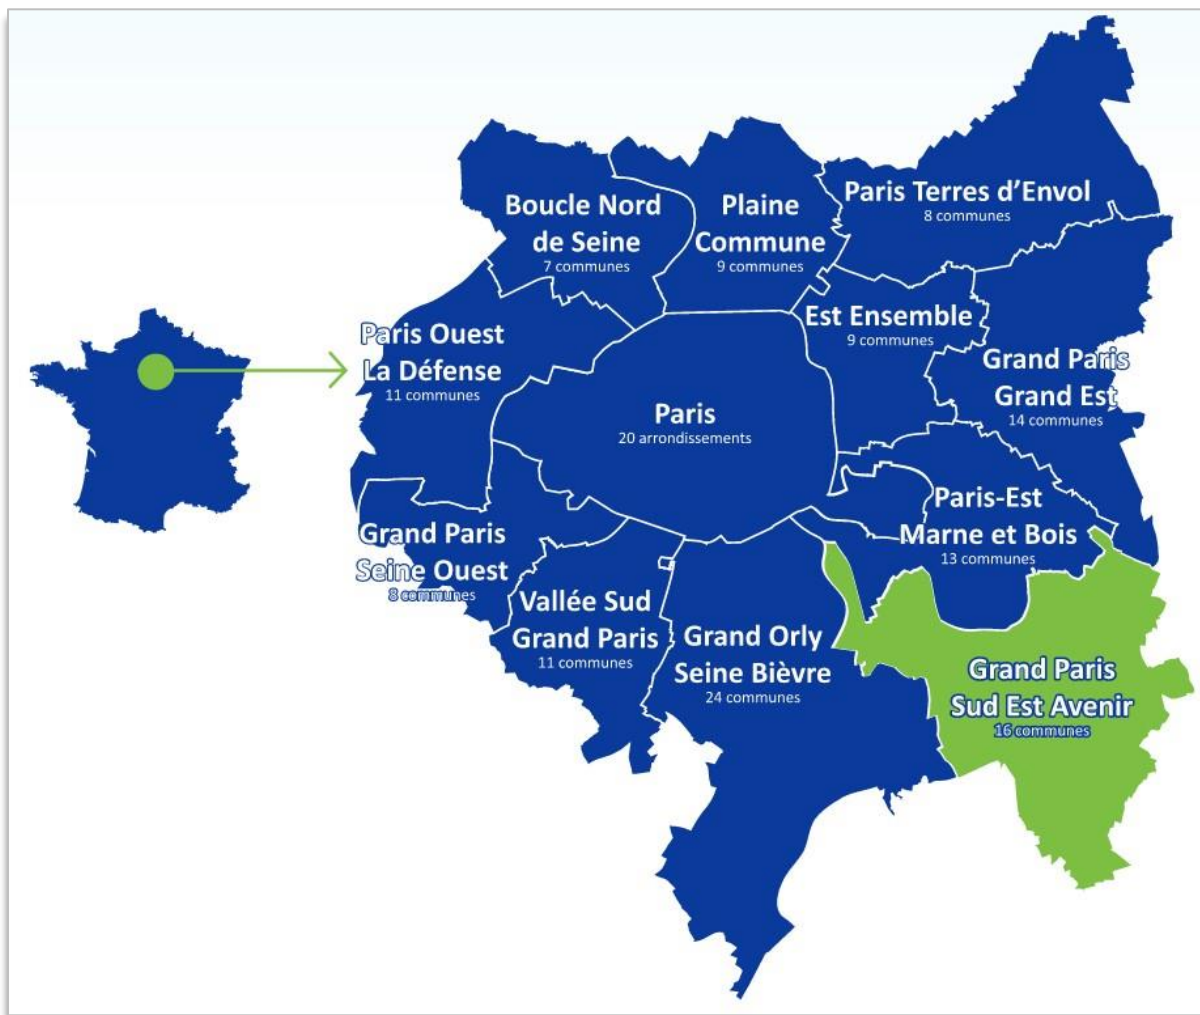 Boucle Nord
de Seine
7 communes
Plaine
Commune
9 communes
Paris Terres d’Envol
8 communes
Paris Ouest
La Défense
11 communes
Est Ensemble
9 communes
Grand Paris
Grand Est
14 communes
Paris
20 arrondissements
Grand Paris
Seine Ouest
8 communes
Paris-Est
Marne et Bois
13 communes
Vallée Sud
Grand Paris
11 communes
Grand Orly
Seine Bièvre
24 communes
Grand Paris
Sud Est Avenir
16 communes